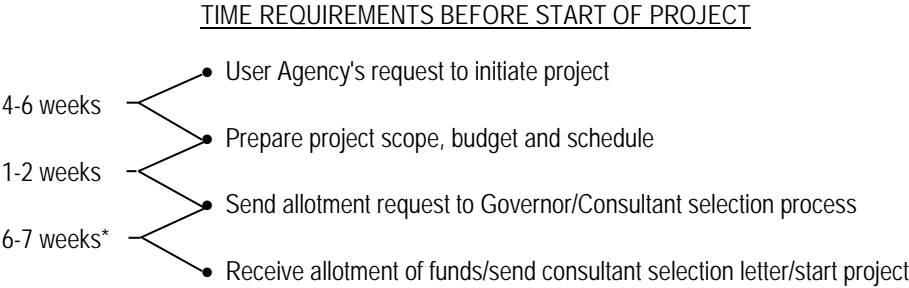 TIME REQUIREMENTS BEFORE START OF PROJECT
• User Agency's request to initiate project
4-6 weeks
• Prepare project scope, budget and schedule
1-2 weeks
• Send allotment request to Governor/Consultant selection process
6-7 weeks*
• Receive allotment of funds/send consultant selection letter/start project